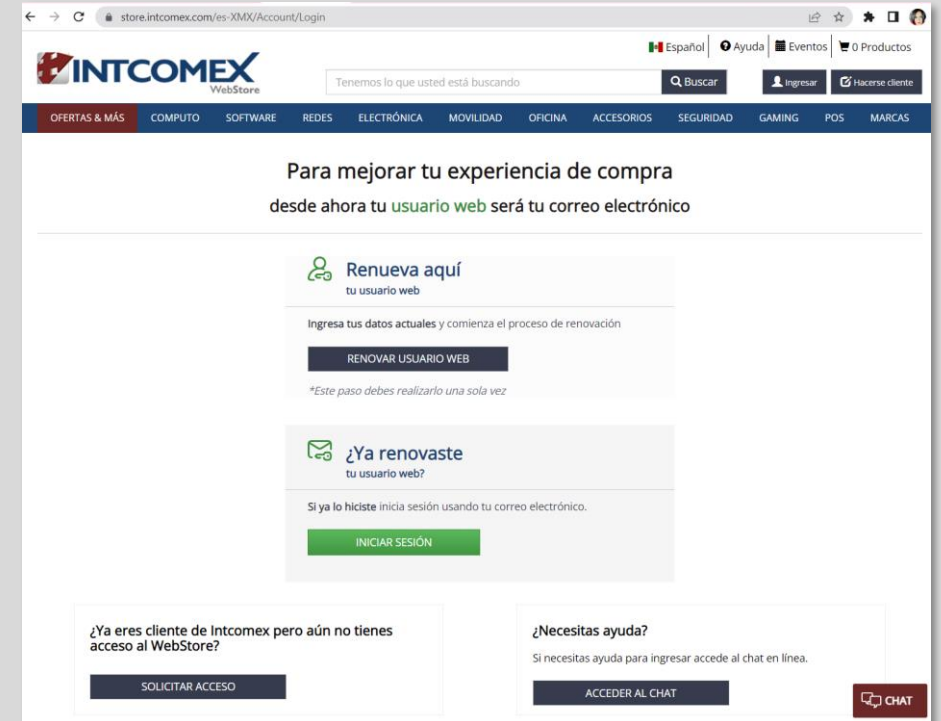 store.intcomex.com/es-XMX/Account/Login
Español
Ayuda
Eventos
0 Productos
INTCOMEX
WebStore
Tenemos lo que usted está buscando
Buscar
Ingresar
Hacerse cliente
OFERTAS & MÁS COMPUTO SOFTWARE REDES ELECTRÓNICA MOVILIDAD OFICINA ACCESORIOS SEGURIDAD GAMING POS MARCAS
Para mejorar tu experiencia de compra
desde ahora tu usuario web será tu correo electrónico
Renueva aquí
tu usuario web
Ingresa tus datos actuales y comienza el proceso de renovación
RENOVAR USUARIO WEB
*Este paso debes realizarlo una sola vez
¿Ya renovaste
tu usuario web?
Si ya lo hiciste inicia sesión usando tu correo electrónico.
INICIAR SESIÓN
¿Ya eres cliente de Intcomex pero aún no tienes
acceso al WebStore?
SOLICITAR ACCESO
¿Necesitas ayuda?
Si necesitas ayuda para ingresar accede al chat en línea.
ACCEDER AL CHAT
CHAT